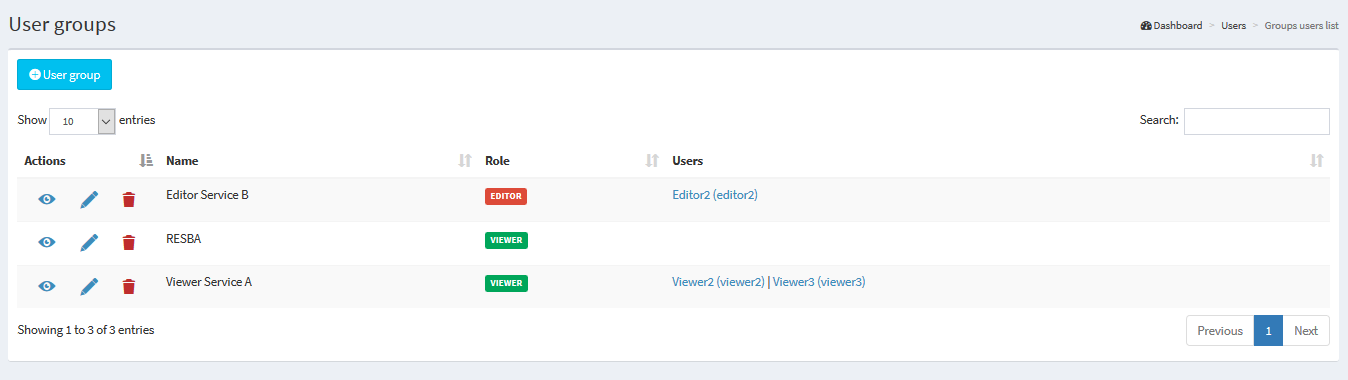 User groups
Dashboard > Users > Groups users list
User group
Show 10 entries Search:
Actions Name Role Users
Editor Service B EDITOR Editor2 (editor2)
RESBA VIEWER
Viewer Service A VIEWER Viewer2 (viewer2) | Viewer3 (viewer3)
Showing 1 to 3 of 3 entries Previous 1 Next